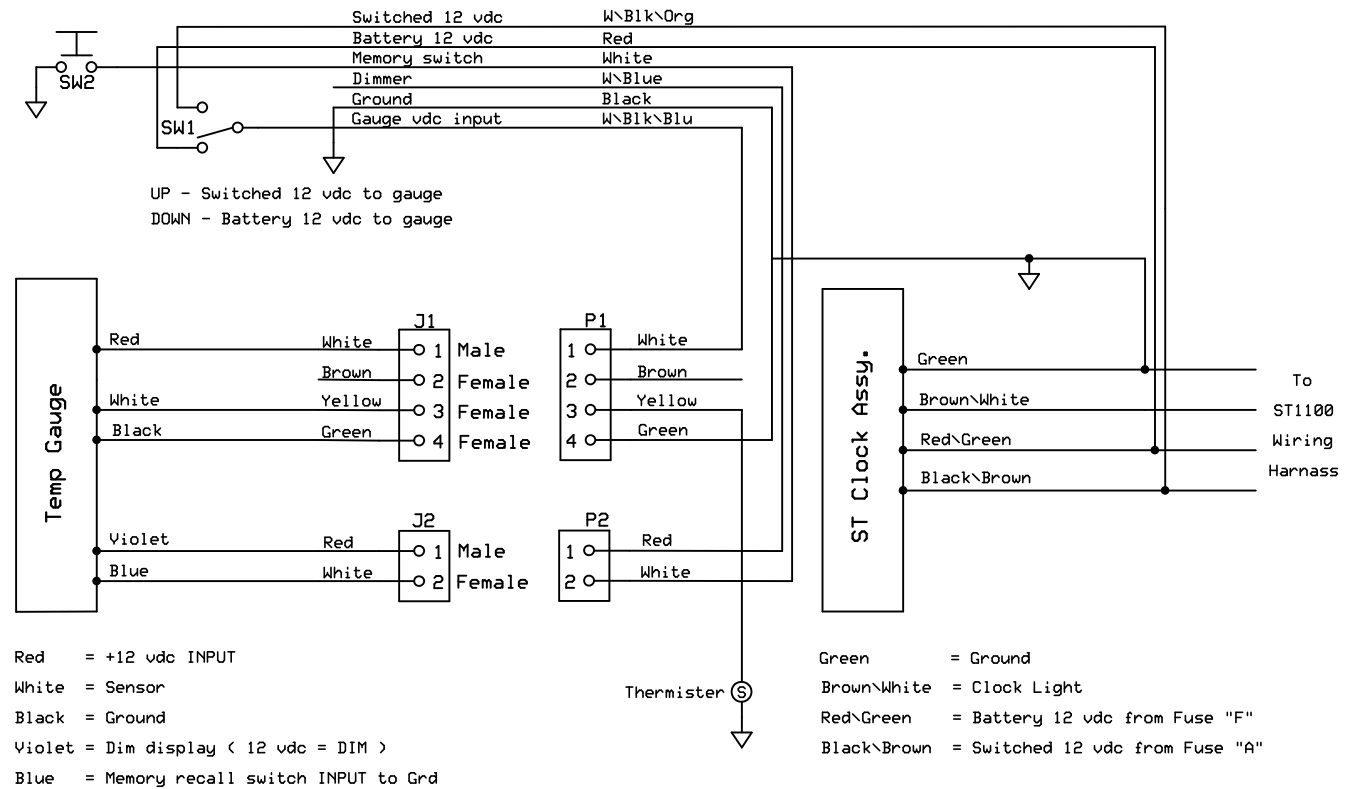 Switched 12 vdc W\Blk\Org
Battery 12 vdc Red
Memory switch White
Dimmer W\Blue
Ground Black
Gauge vdc input W\Blk\Blu
SW2
SW1
UP - Switched 12 vdc to gauge
DOWN - Battery 12 vdc to gauge
Temp Gauge
Red
White
Black
Violet
Blue
White
Brown
Yellow
Green
J1
1 Male
2 Female
3 Female
4 Female
P1
1
2
3
4
White
Brown
Yellow
Green
Red
White
J2
1 Male
2 Female
P2
1
2
Red
White
ST Clock Assy.
Green
Brown\White
Red\Green
Black\Brown
To
ST1100
Wiring
Harnass
Thermister S
Red = +12 vdc INPUT
White = Sensor
Black = Ground
Violet = Dim display ( 12 vdc = DIM )
Blue = Memory recall switch INPUT to Grd
Green = Ground
Brown\White = Clock Light
Red\Green = Battery 12 vdc from Fuse "F"
Black\Brown = Switched 12 vdc from Fuse "A"